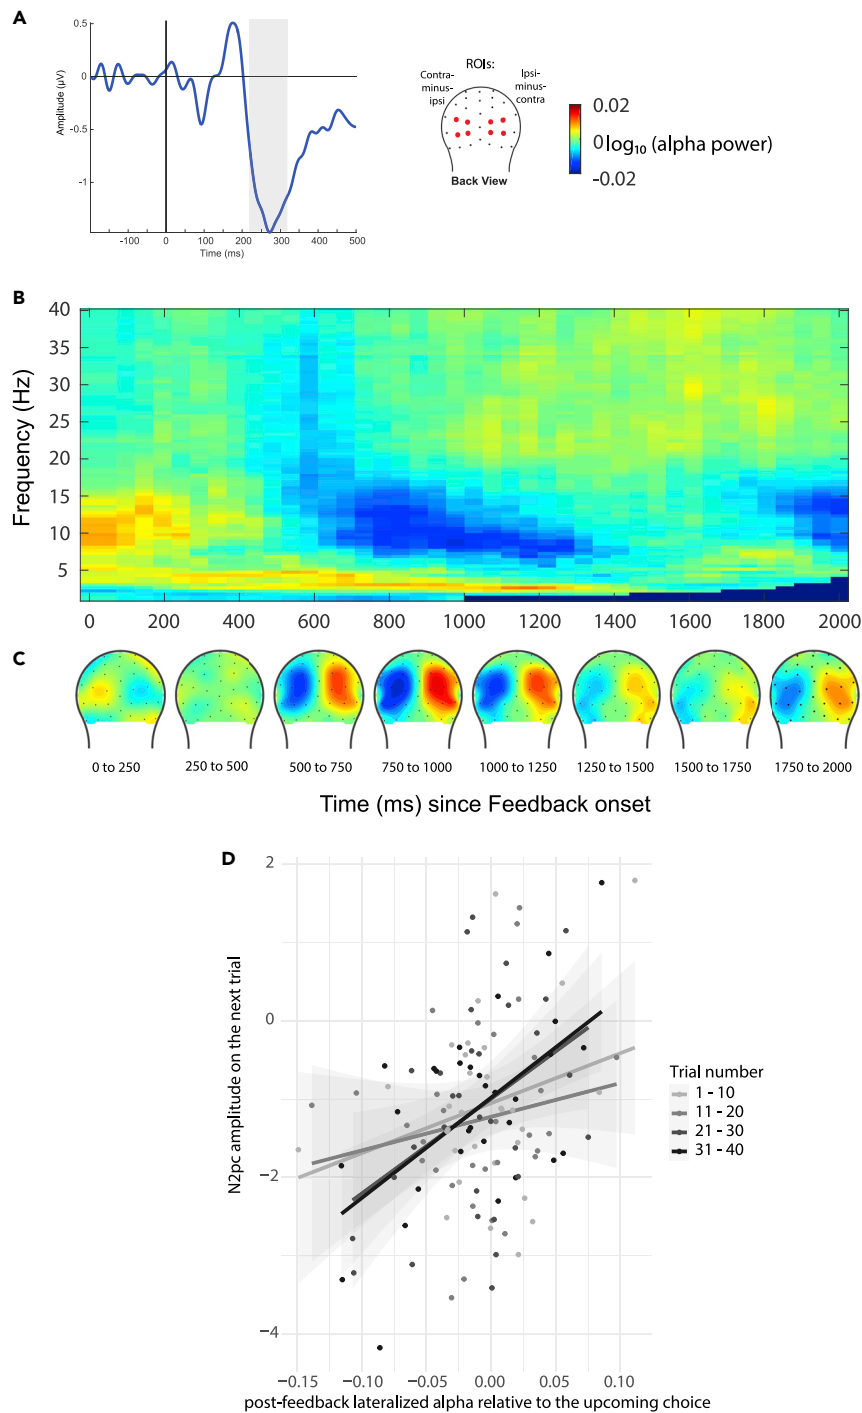 A
0.5
0
-0.5
-1
Amplitude (µV)
-100 0 100 200 300 400 500
Time (ms)
ROIs:
Contra-
minus-
ipsi
Ipsi-
minus-
contra
Back View
0.02
0
-0.02
log₁₀ (alpha power)
B
40
35
30
25
20
15
10
5
Frequency (Hz)
0 200 400 600 800 1000 1200 1400 1600 1800 2000
C
0 to 250 250 to 500 500 to 750 750 to 1000 1000 to 1250 1250 to 1500 1500 to 1750 1750 to 2000
Time (ms) since Feedback onset
D
2
0
−2
−4
N2pc amplitude on the next trial
−0.15 −0.10 −0.05 0.00 0.05 0.10
post-feedback lateralized alpha relative to the upcoming choice
Trial number
1 - 10
11 - 20
21 - 30
31 - 40